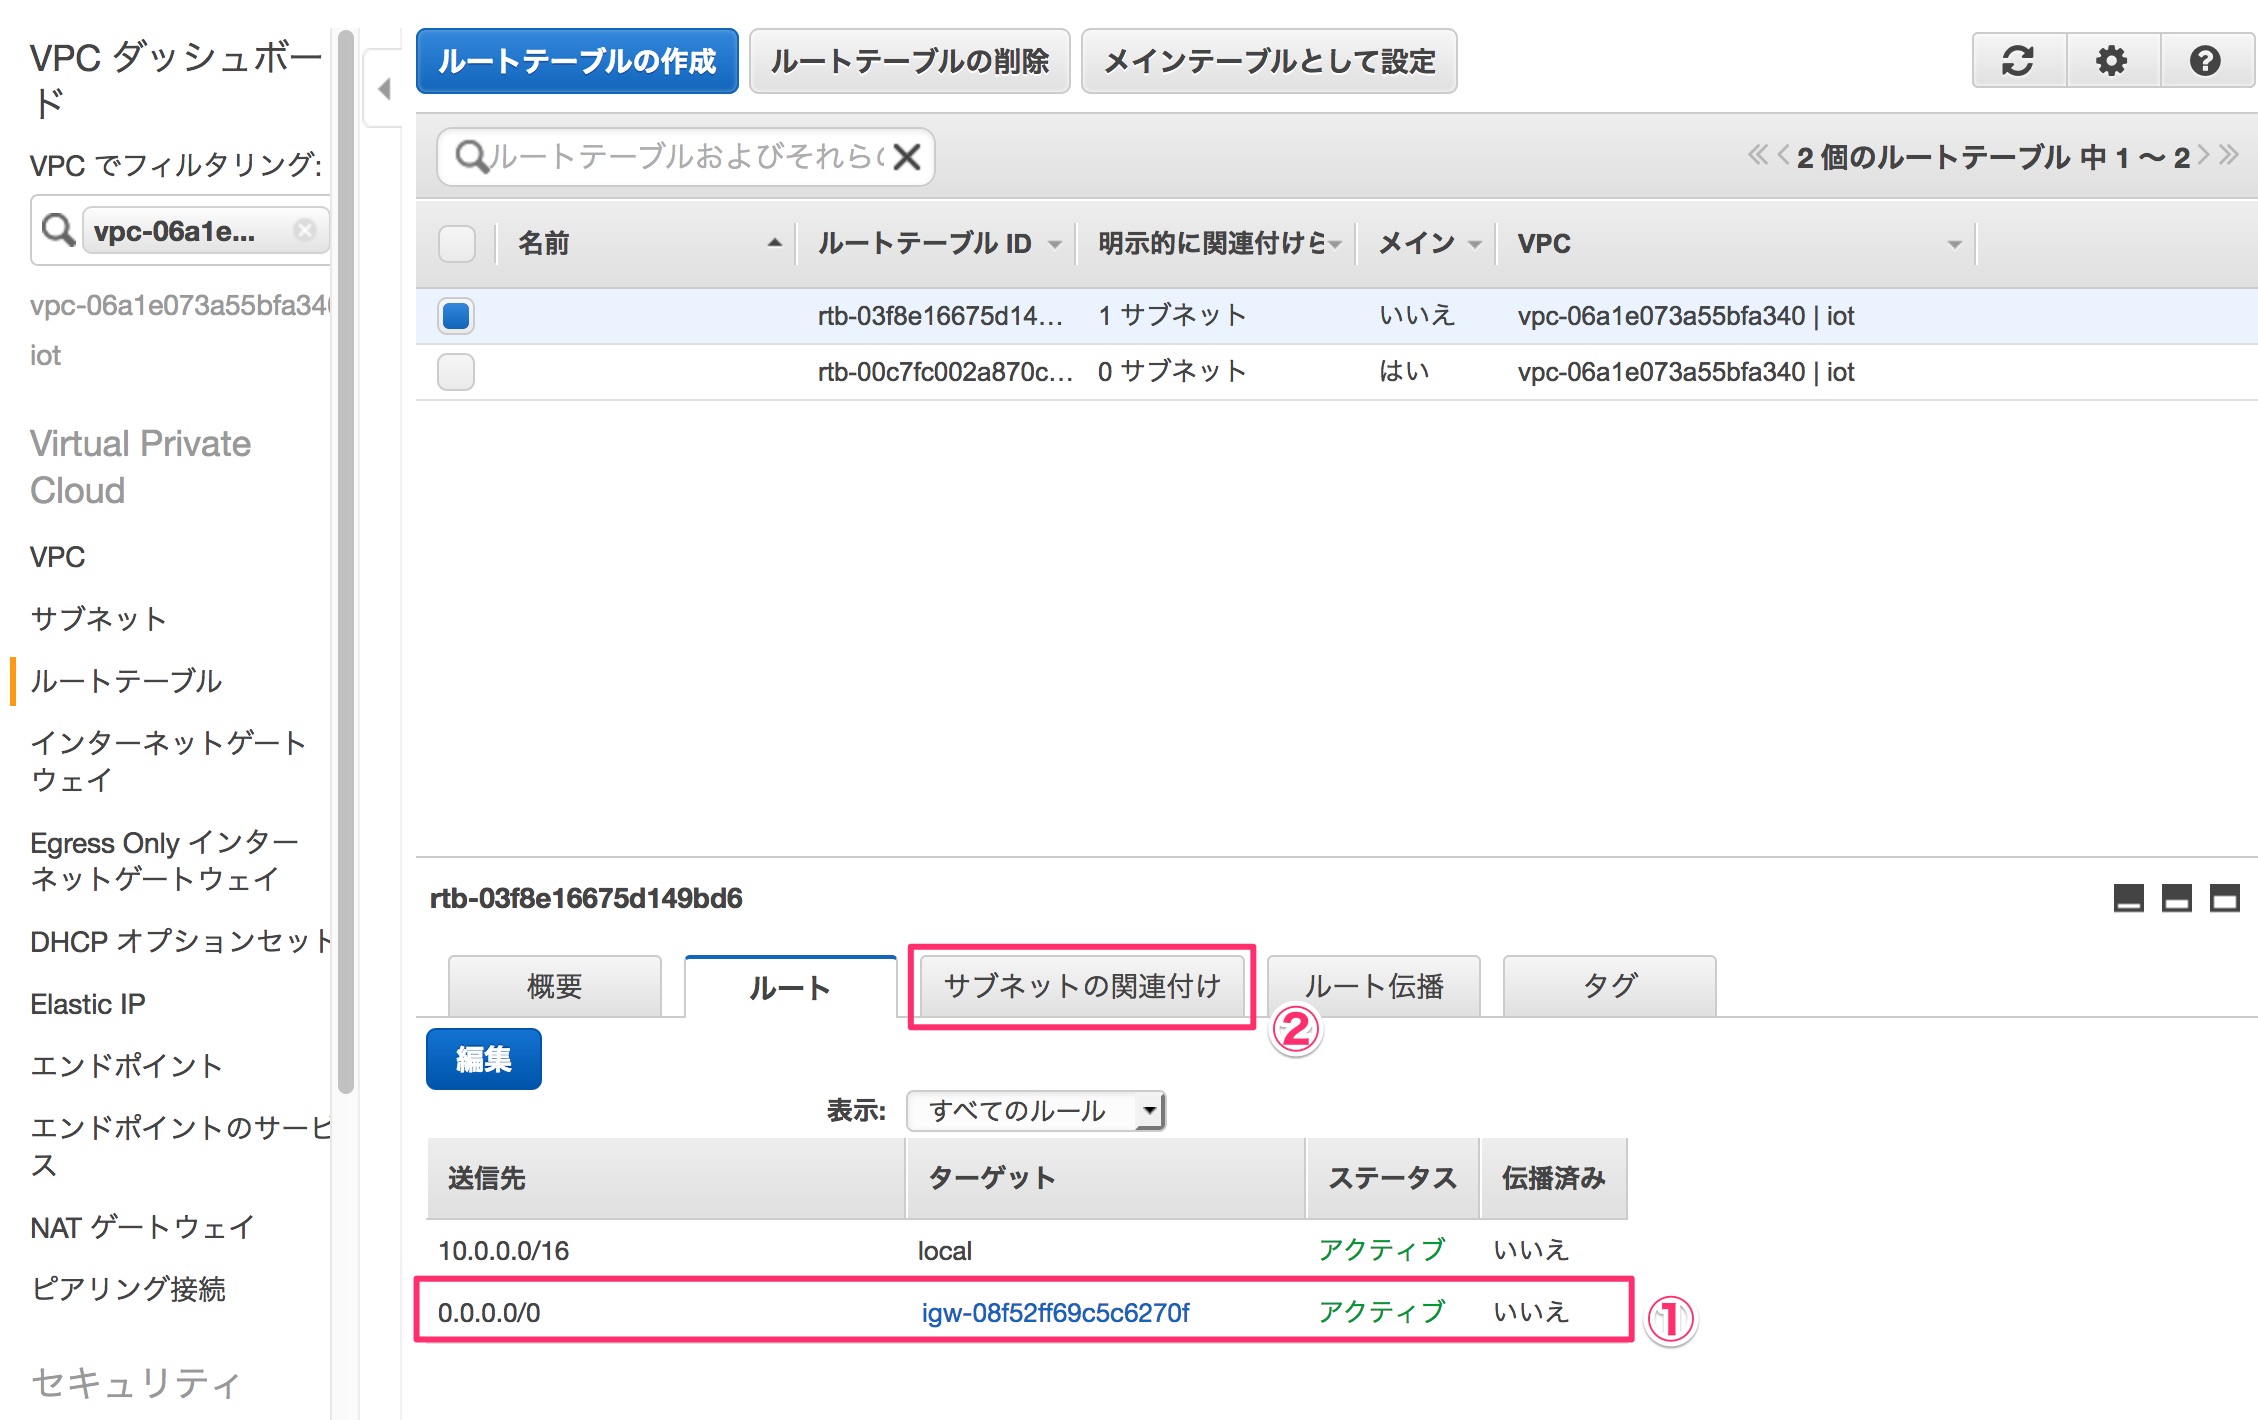 VPC ダッシュボー
ド
VPC でフィルタリング:
vpc-06a1e...
vpc-06a1e073a55bfa34
iot
Virtual Private
Cloud
VPC
サブネット
ルートテーブル
インターネットゲート
ウェイ
Egress Only インター
ネットゲートウェイ
DHCP オプションセット
Elastic IP
エンドポイント
エンドポイントのサービ
ス
NAT ゲートウェイ
ピアリング接続
セキュリティ
ルートテーブルの作成 ルートテーブルの削除 メインテーブルとして設定
ルートテーブルおよびそれら
2 個のルートテーブル 中 1 ～ 2
名前 ルートテーブル ID 明示的に関連付けら メイン VPC
rtb-03f8e16675d14... 1 サブネット いいえ vpc-06a1e073a55bfa340 | iot
rtb-00c7fc002a870c... 0 サブネット はい vpc-06a1e073a55bfa340 | iot
rtb-03f8e16675d149bd6
概要 ルート サブネットの関連付け ルート伝播 タグ
②
編集
表示: すべてのルール
送信先 ターゲット ステータス 伝播済み
10.0.0.0/16 local アクティブ いいえ
0.0.0.0/0 igw-08f52ff69c5c6270f アクティブ いいえ ①